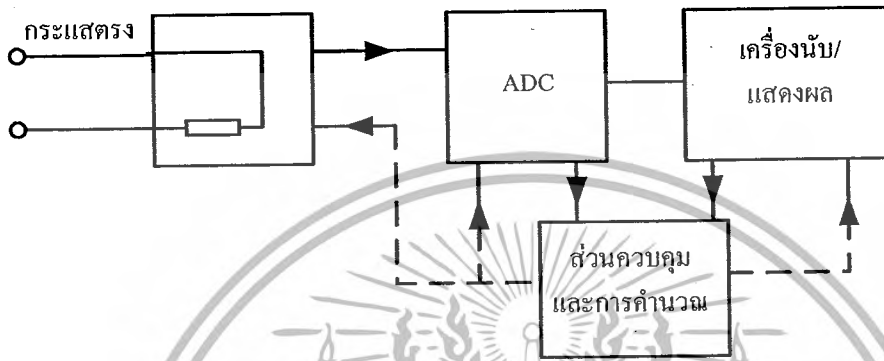 กระแสตรง
ADC
เครื่องนับ/
แสดงผล
ส่วนควบคุม
และการคำนวณ